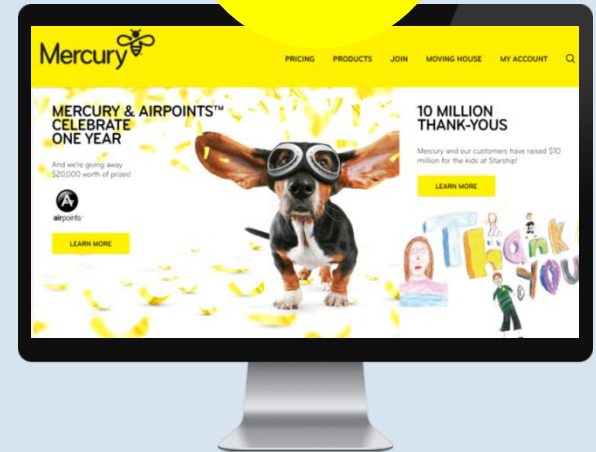 Mercury
PRICING
PRODUCTS
JOIN
MOVING HOUSE
MY ACCOUNT
MERCURY & AIRPOINTS™
CELEBRATE
ONE YEAR
And we're giving away
$20,000 worth of prizes!
airpoints™
LEARN MORE
10 MILLION
THANK-YOUS
Mercury and our customers have raised $10
million for the kids at Starship!
LEARN MORE
Thank
you